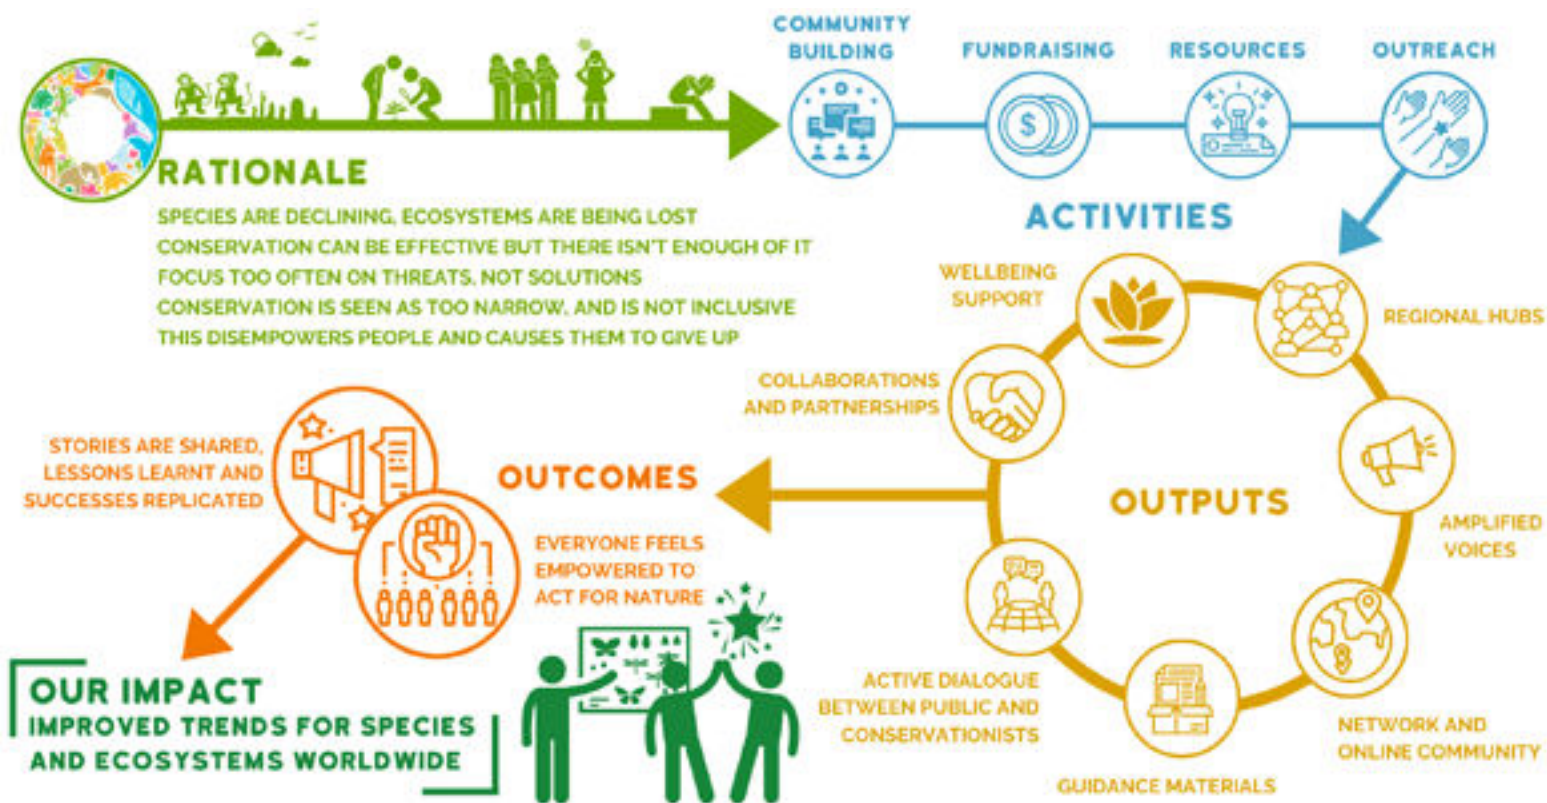 COMMUNITY
BUILDING
FUNDRAISING
RESOURCES
OUTREACH
$
RATIONALE
SPECIES ARE DECLINING, ECOSYSTEMS ARE BEING LOST
CONSERVATION CAN BE EFFECTIVE BUT THERE ISN'T ENOUGH OF IT
FOCUS TOO OFTEN ON THREATS, NOT SOLUTIONS
CONSERVATION IS SEEN AS TOO NARROW, AND IS NOT INCLUSIVE
THIS DISEMPOWERS PEOPLE AND CAUSES THEM TO GIVE UP
ACTIVITIES
WELLBEING
SUPPORT
REGIONAL HUBS
COLLABORATIONS
AND PARTNERSHIPS
OUTPUTS
AMPLIFIED
VOICES
NETWORK AND
ONLINE COMMUNITY
GUIDANCE MATERIALS
ACTIVE DIALOGUE
BETWEEN PUBLIC AND
CONSERVATIONISTS
OUTCOMES
STORIES ARE SHARED,
LESSONS LEARNT AND
SUCCESSES REPLICATED
EVERYONE FEELS
EMPOWERED TO
ACT FOR NATURE
OUR IMPACT
IMPROVED TRENDS FOR SPECIES
AND ECOSYSTEMS WORLDWIDE